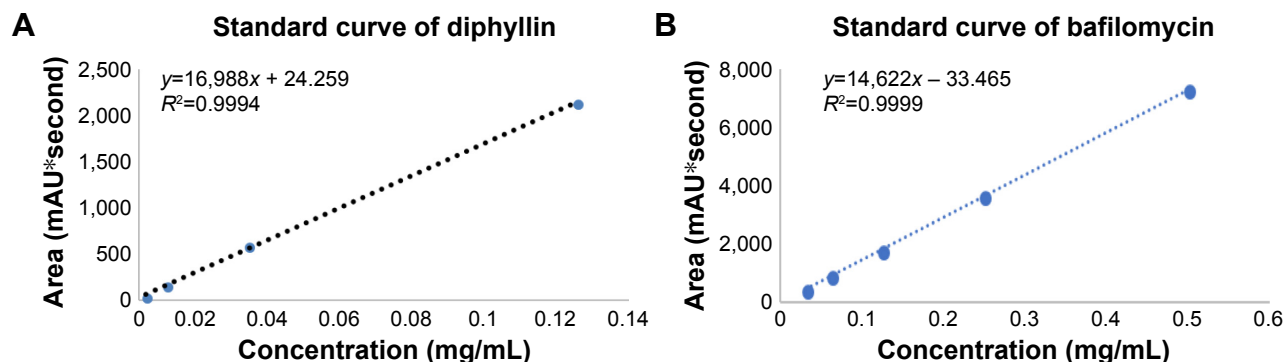 A
Standard curve of diphyllin
y=16,988x + 24.259
R²=0.9994
Area (mAU*second)
2,500
2,000
1,500
1,000
500
0
0 0.02 0.04 0.06 0.08 0.1 0.12 0.14
Concentration (mg/mL)
B
Standard curve of bafilomycin
y=14,622x – 33.465
R²=0.9999
Area (mAU*second)
8,000
6,000
4,000
2,000
0
0 0.1 0.2 0.3 0.4 0.5 0.6
Concentration (mg/mL)